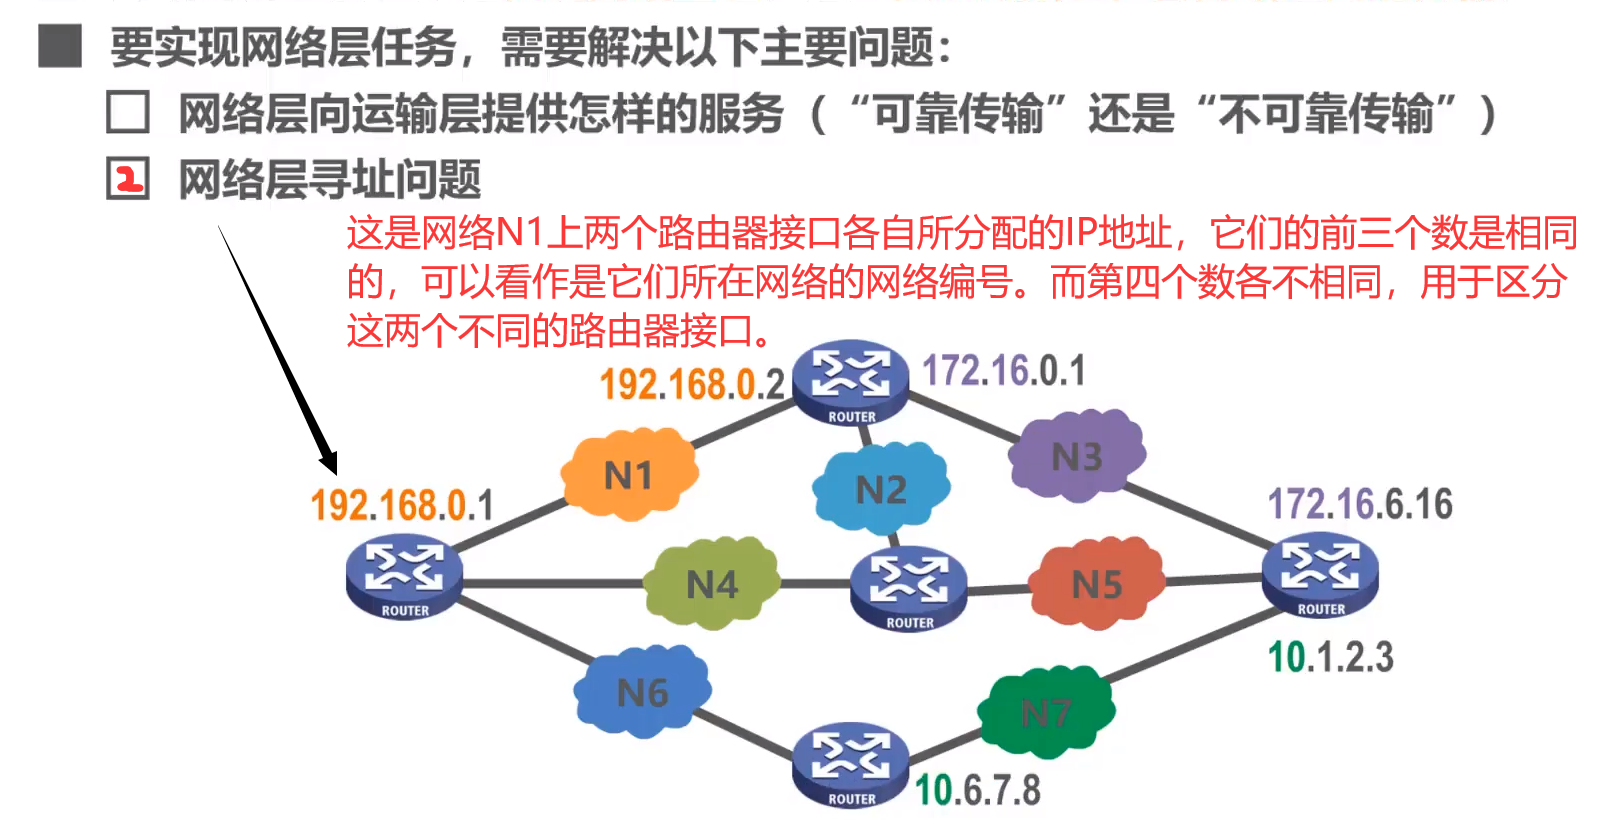 要实现网络层任务，需要解决以下主要问题：
网络层向运输层提供怎样的服务（“可靠传输”还是“不可靠传输”）
2 网络层寻址问题
这是网络N1上两个路由器接口各自所分配的IP地址，它们的前三个数是相同
的，可以看作是它们所在网络的网络编号。而第四个数各不相同，用于区分
这两个不同的路由器接口。
192.168.0.2
172.16.0.1
ROUTER
N1
N2
N3
192.168.0.1
172.16.6.16
ROUTER
N4
ROUTER
N5
ROUTER
10.1.2.3
N6
N7
ROUTER
10.6.7.8